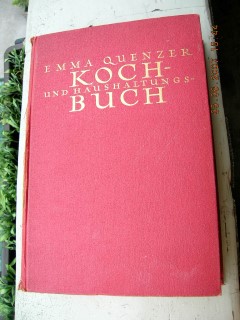 EMMA QUENZER
KOCH-
UND HAUSHALTUNGS-
BUCH